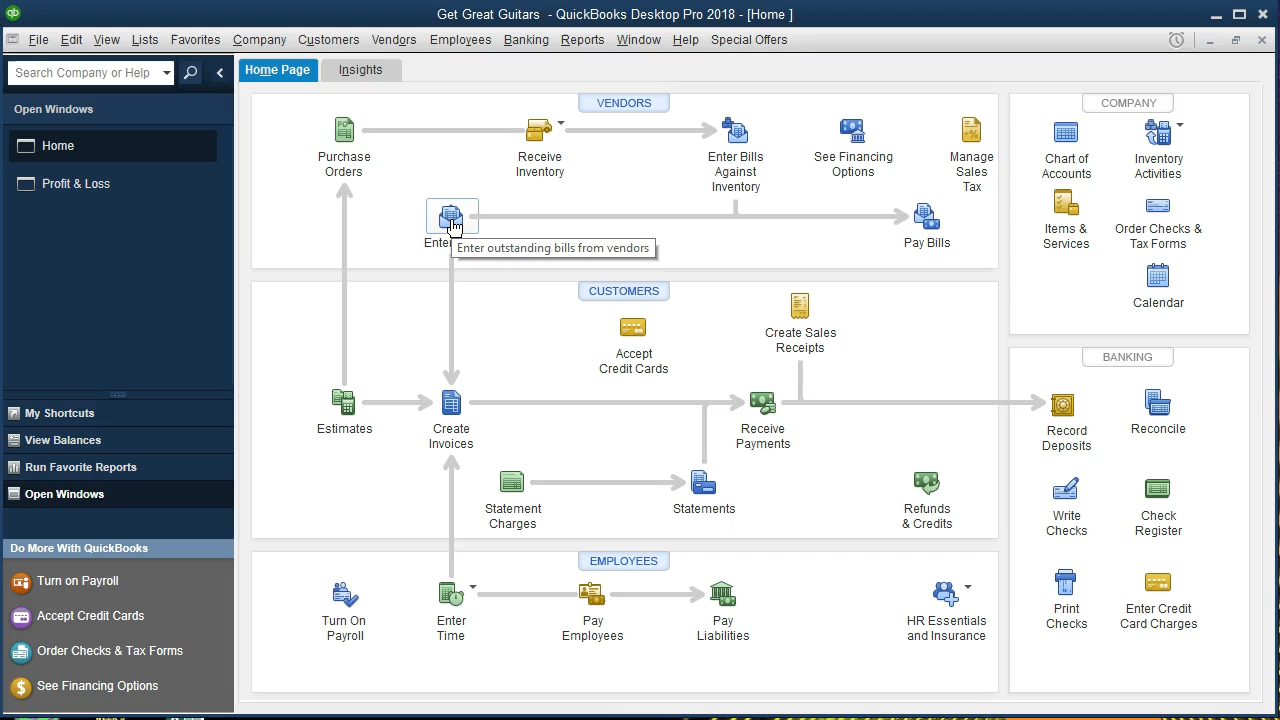 Get Great Guitars - QuickBooks Desktop Pro 2018 - [Home ]
File Edit View Lists Favorites Company Customers Vendors Employees Banking Reports Window Help Special Offers
Search Company or Help
Open Windows
Home
Profit & Loss
My Shortcuts
View Balances
Run Favorite Reports
Open Windows
Do More With QuickBooks
Turn on Payroll
Accept Credit Cards
Order Checks & Tax Forms
See Financing Options
Home Page
Insights
VENDORS
Purchase
Orders
Receive
Inventory
Enter Bills
Against
Inventory
See Financing
Options
Manage
Sales
Tax
Enter
Enter outstanding bills from vendors
Pay Bills
CUSTOMERS
Create Sales
Receipts
Accept
Credit Cards
Estimates
Create
Invoices
Receive
Payments
Statement
Charges
Statements
Refunds
& Credits
EMPLOYEES
Turn On
Payroll
Enter
Time
Pay
Employees
Pay
Liabilities
HR Essentials
and Insurance
COMPANY
Chart of
Accounts
Inventory
Activities
Items &
Services
Order Checks &
Tax Forms
Calendar
BANKING
Record
Deposits
Reconcile
Write
Checks
Check
Register
Print
Checks
Enter Credit
Card Charges